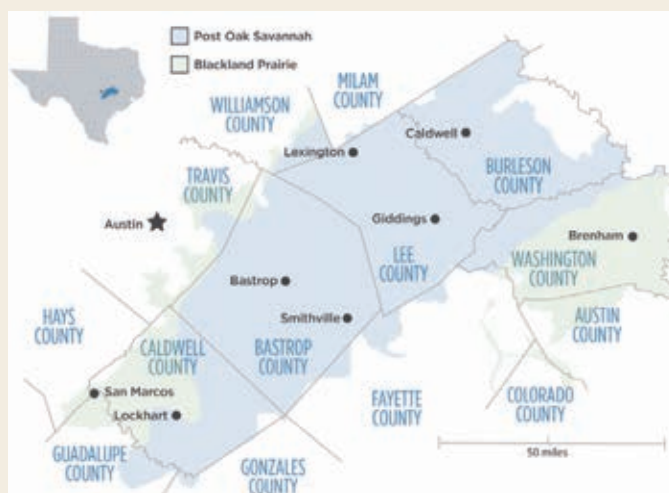 Post Oak Savannah
Blackland Prairie
MILAM
COUNTY
WILLIAMSON
COUNTY
Caldwell
Lexington
BURLESON
COUNTY
TRAVIS
COUNTY
Austin
Giddings
Brenham
LEE
COUNTY
WASHINGTON
COUNTY
Bastrop
HAYS
COUNTY
Smithville
AUSTIN
COUNTY
CALDWELL
COUNTY
BASTROP
COUNTY
San Marcos
FAYETTE
COUNTY
COLORADO
COUNTY
Lockhart
GUADALUPE
COUNTY
GONZALES
COUNTY
50 miles